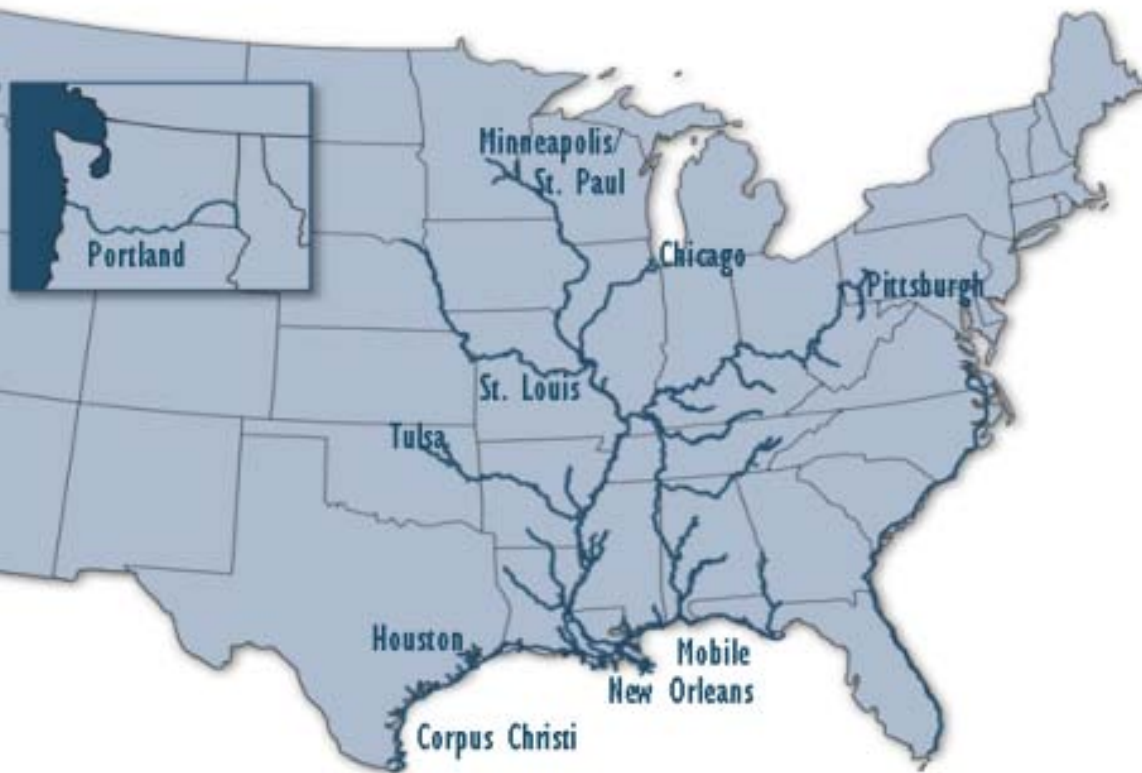 Minneapolis/
St. Paul
Portland
Chicago
Pittsburgh
St. Louis
Tulsa
Houston
Mobile
New Orleans
Corpus Christi